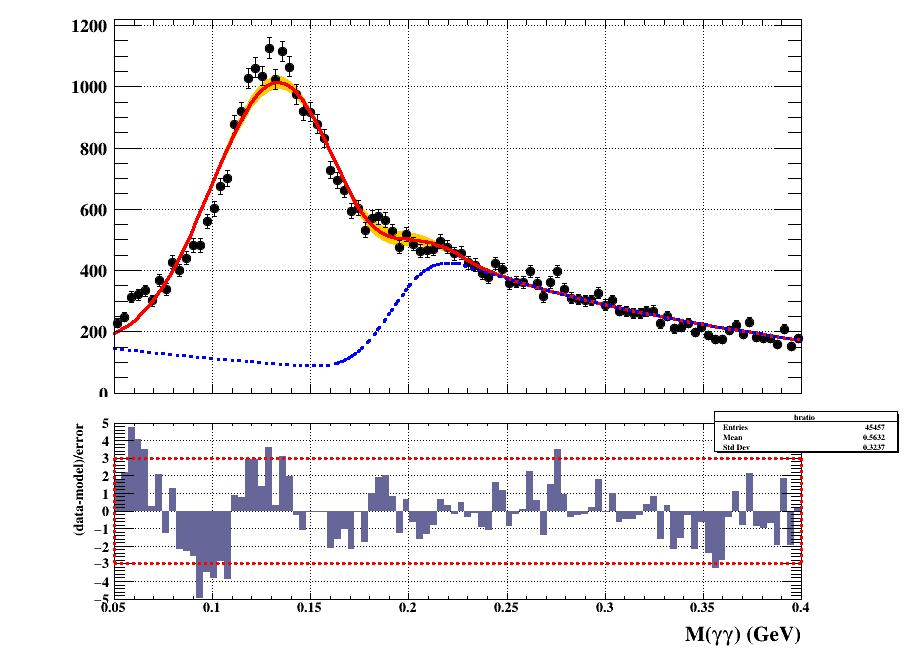 1200
1000
800
600
400
200
0
hratio
Entries 45457
Mean 0.5632
Std Dev 0.3237
(data-model)/error
5
4
3
2
1
0
−1
−2
−3
−4
−5
0.05 0.1 0.15 0.2 0.25 0.3 0.35 0.4
M(γγ) (GeV)